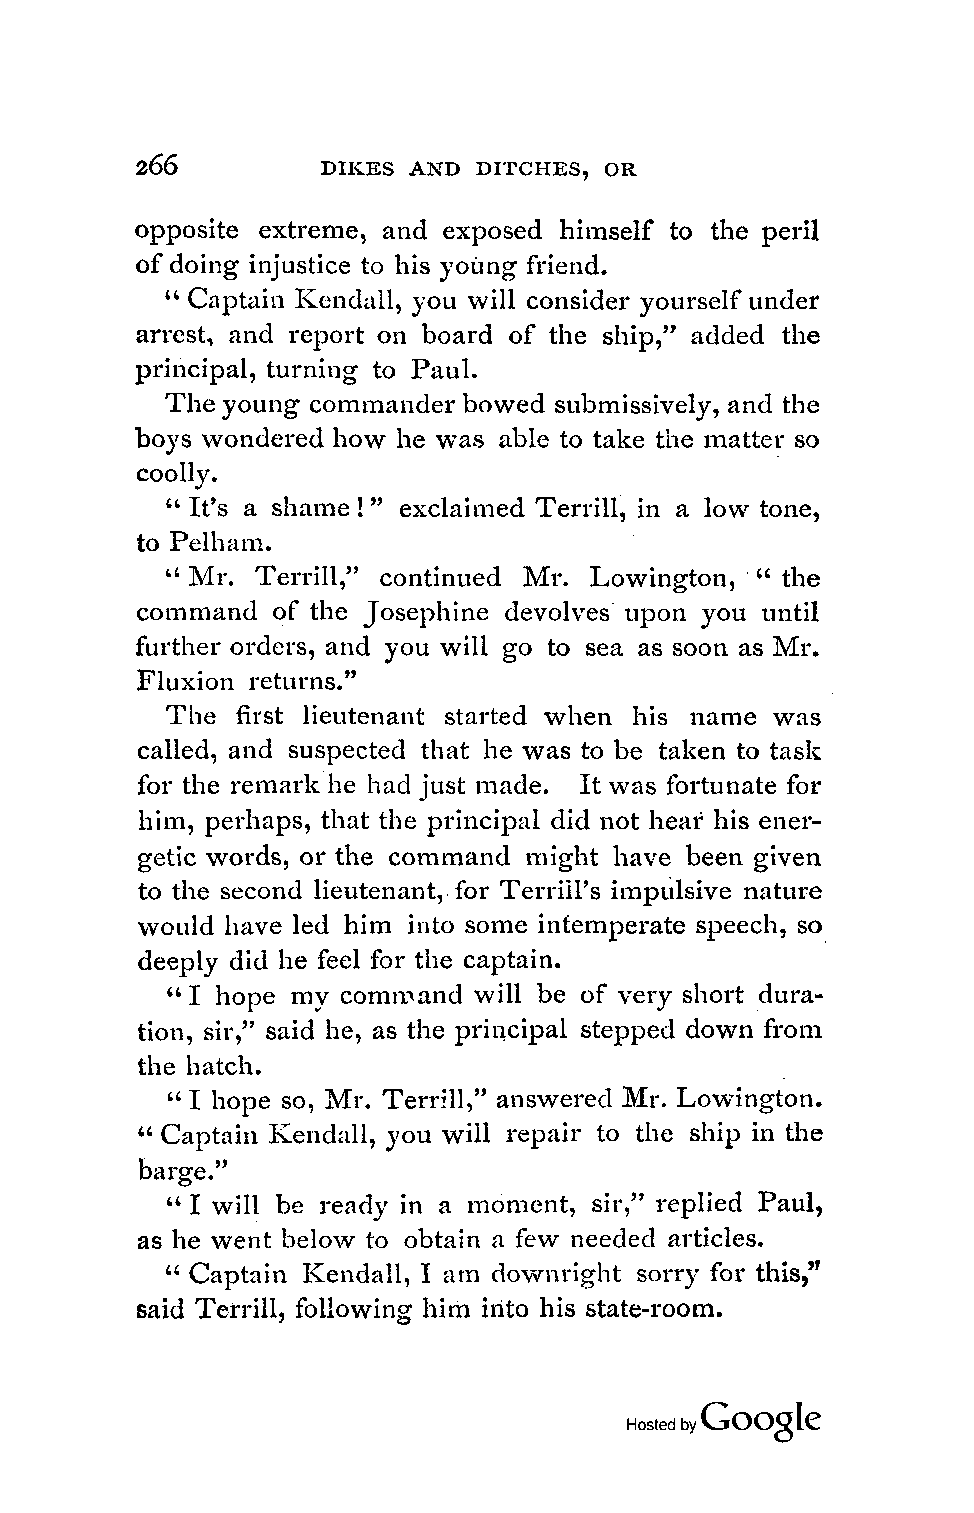 266 DIKES AND DITCHES, OR
opposite extreme, and exposed himself to the peril
of doing injustice to his young friend.
“Captain Kendall, you will consider yourself under
arrest, and report on board of the ship,” added the
principal, turning to Paul.
The young commander bowed submissively, and the
boys wondered how he was able to take the matter so
coolly.
“It's a shame!” exclaimed Terrill, in a low tone,
to Pelham.
“Mr. Terrill,” continued Mr. Lowington, “the
command of the Josephine devolves upon you until
further orders, and you will go to sea as soon as Mr.
Fluxion returns.”
The first lieutenant started when his name was
called, and suspected that he was to be taken to task
for the remark he had just made. It was fortunate for
him, perhaps, that the principal did not hear his ener-
getic words, or the command might have been given
to the second lieutenant, for Terrill's impulsive nature
would have led him into some intemperate speech, so
deeply did he feel for the captain.
“I hope my command will be of very short dura-
tion, sir,” said he, as the principal stepped down from
the hatch.
“I hope so, Mr. Terrill,” answered Mr. Lowington.
“Captain Kendall, you will repair to the ship in the
barge.”
“I will be ready in a moment, sir,” replied Paul,
as he went below to obtain a few needed articles.
“Captain Kendall, I am downright sorry for this,”
said Terrill, following him into his state-room.
Hosted by Google